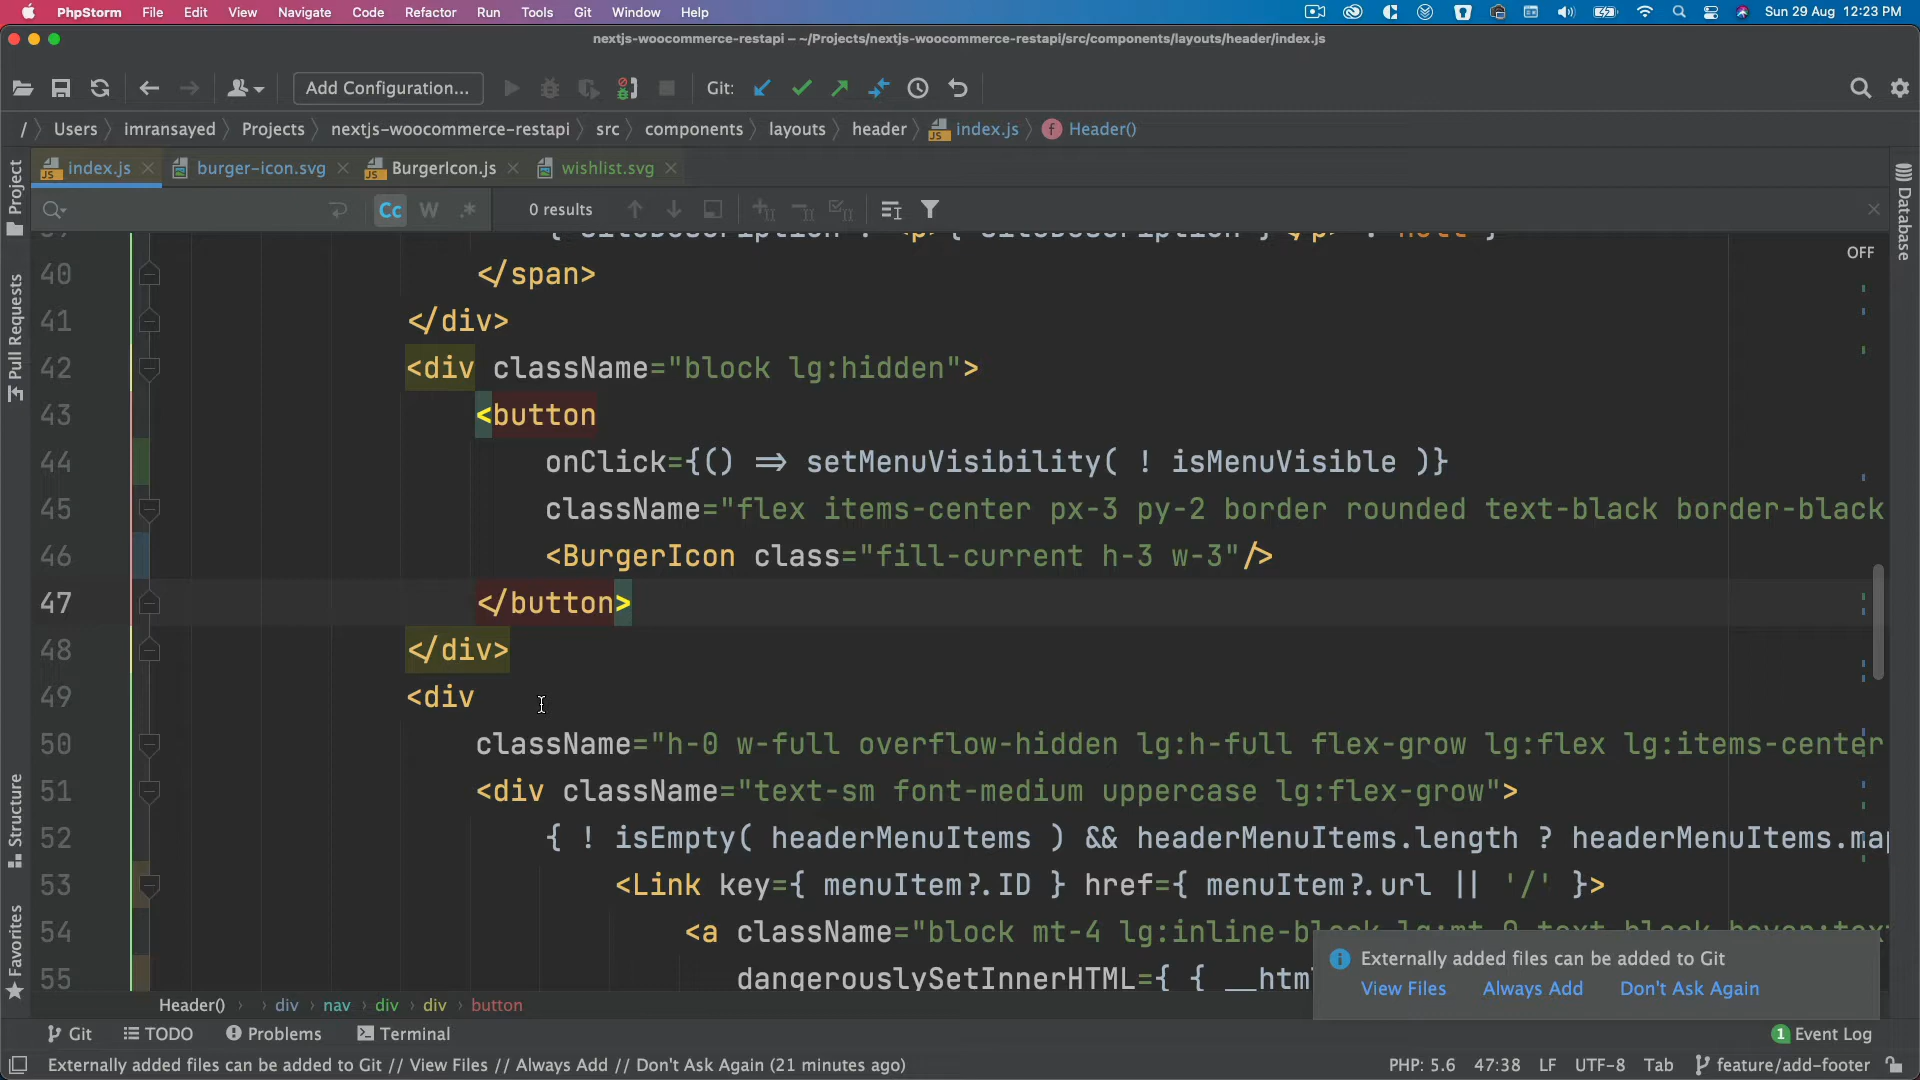 PhpStorm File Edit View Navigate Code Refactor Run Tools Git Window Help Sun 29 Aug 12:23 PM
nextjs-woocommerce-restapi – ~/Projects/nextjs-woocommerce-restapi/src/components/layouts/header/index.js
Add Configuration... Git:
/ Users imransayed Projects nextjs-woocommerce-restapi src components layouts header index.js Header()
index.js burger-icon.svg BurgerIcon.js wishlist.svg
Cc W .* 0 results
OFF
40 </span>
41 </div>
42 <div className="block lg:hidden">
43 <button
44 onClick={() => setMenuVisibility( ! isMenuVisible )}
45 className="flex items-center px-3 py-2 border rounded text-black border-black
46 <BurgerIcon class="fill-current h-3 w-3"/>
47 </button>
48 </div>
49 <div
50 className="h-0 w-full overflow-hidden lg:h-full flex-grow lg:flex lg:items-center
51 <div className="text-sm font-medium uppercase lg:flex-grow">
52 { ! isEmpty( headerMenuItems ) && headerMenuItems.length ? headerMenuItems.map
53 <Link key={ menuItem?.ID } href={ menuItem?.url || '/' }>
54 <a className="block mt-4
55 dangerouslySetInnerHTML={ { __html
Externally added files can be added to Git
View Files Always Add Don't Ask Again
Header() div nav div div button
Git TODO Problems Terminal 1 Event Log
Externally added files can be added to Git // View Files // Always Add // Don't Ask Again (21 minutes ago) PHP: 5.6 47:38 LF UTF-8 Tab feature/add-footer
Project
Pull Requests
Structure
Favorites
Database